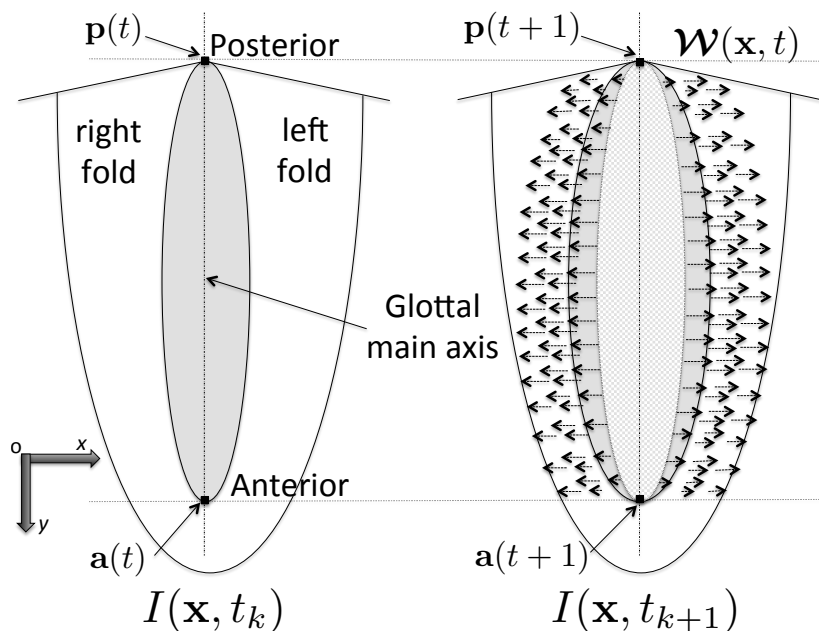 p(t)
Posterior
right
fold
left
fold
Glottal
main axis
o
x
y
Anterior
a(t)
I(x, t_k)
p(t + 1)
𝓦(x, t)
a(t + 1)
I(x, t_{k+1})